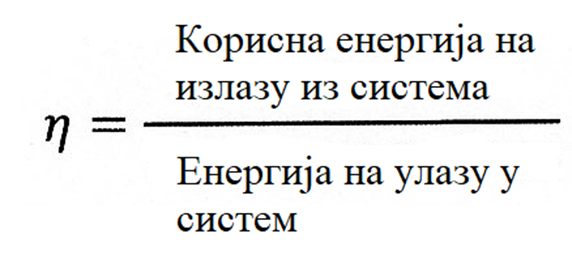 Корисна енергија на
излазу из система
η =
Енергија на улазу у
систем